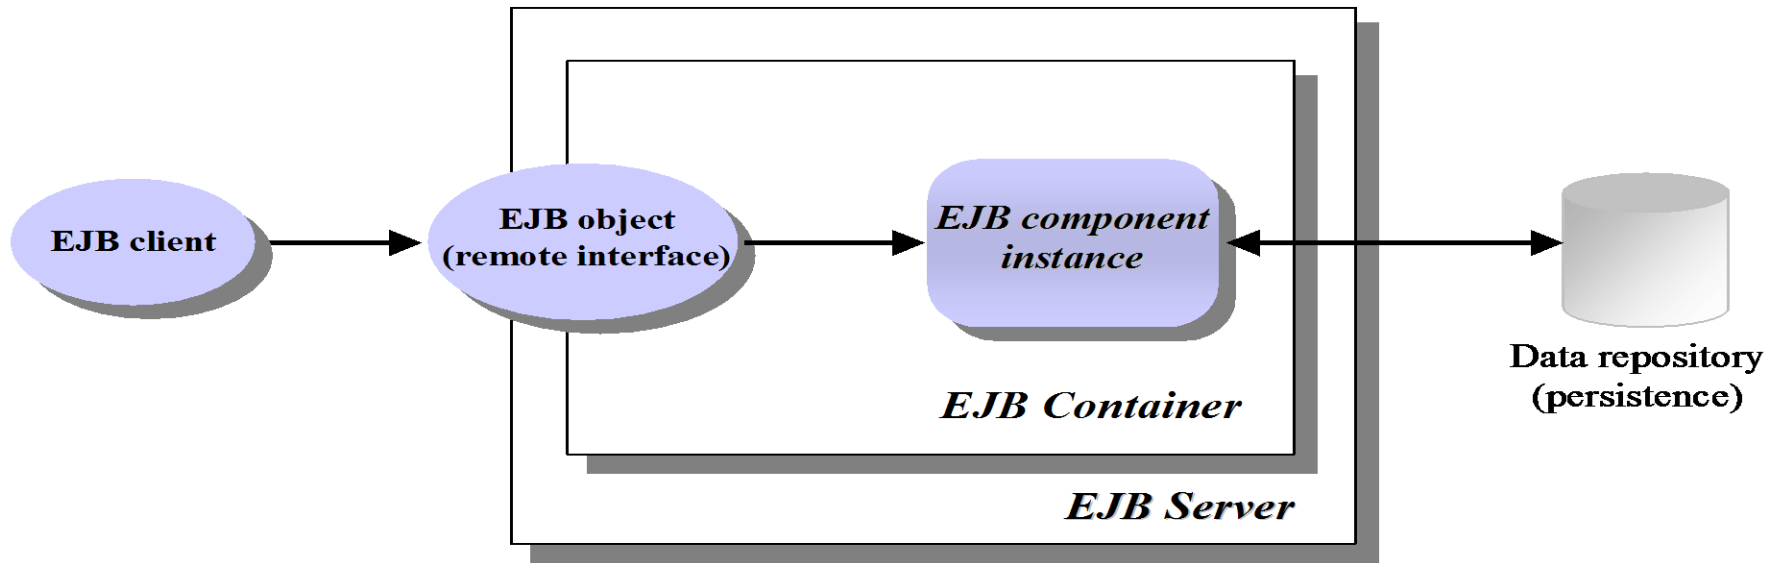 EJB client
EJB object
(remote interface)
EJB component
instance
EJB Container
EJB Server
Data repository
(persistence)